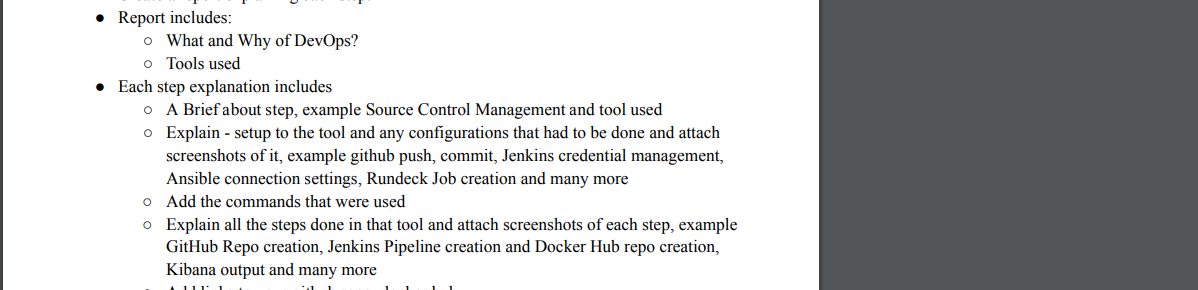 ● Report includes:
○ What and Why of DevOps?
○ Tools used
● Each step explanation includes
○ A Brief about step, example Source Control Management and tool used
○ Explain - setup to the tool and any configurations that had to be done and attach
screenshots of it, example github push, commit, Jenkins credential management,
Ansible connection settings, Rundeck Job creation and many more
○ Add the commands that were used
○ Explain all the steps done in that tool and attach screenshots of each step, example
GitHub Repo creation, Jenkins Pipeline creation and Docker Hub repo creation,
Kibana output and many more